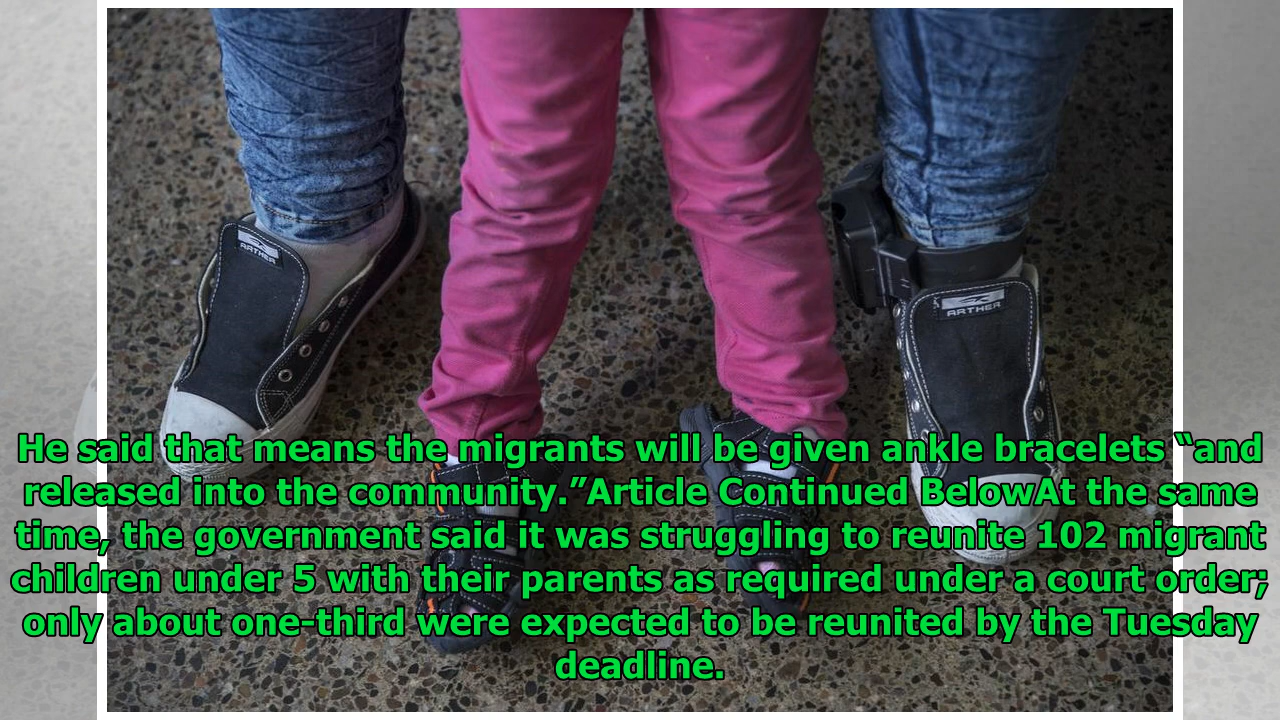 ARTHER
ARTHER
He said that means the migrants will be given ankle bracelets “and
released into the community.”Article Continued BelowAt the same
time, the government said it was struggling to reunite 102 migrant
children under 5 with their parents as required under a court order;
only about one-third were expected to be reunited by the Tuesday
deadline.